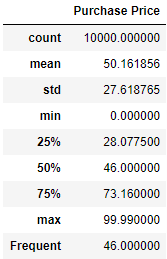 Purchase Price
count 10000.000000
mean 50.161856
std 27.618765
min 0.000000
25% 28.077500
50% 46.000000
75% 73.160000
max 99.990000
Frequent 46.000000